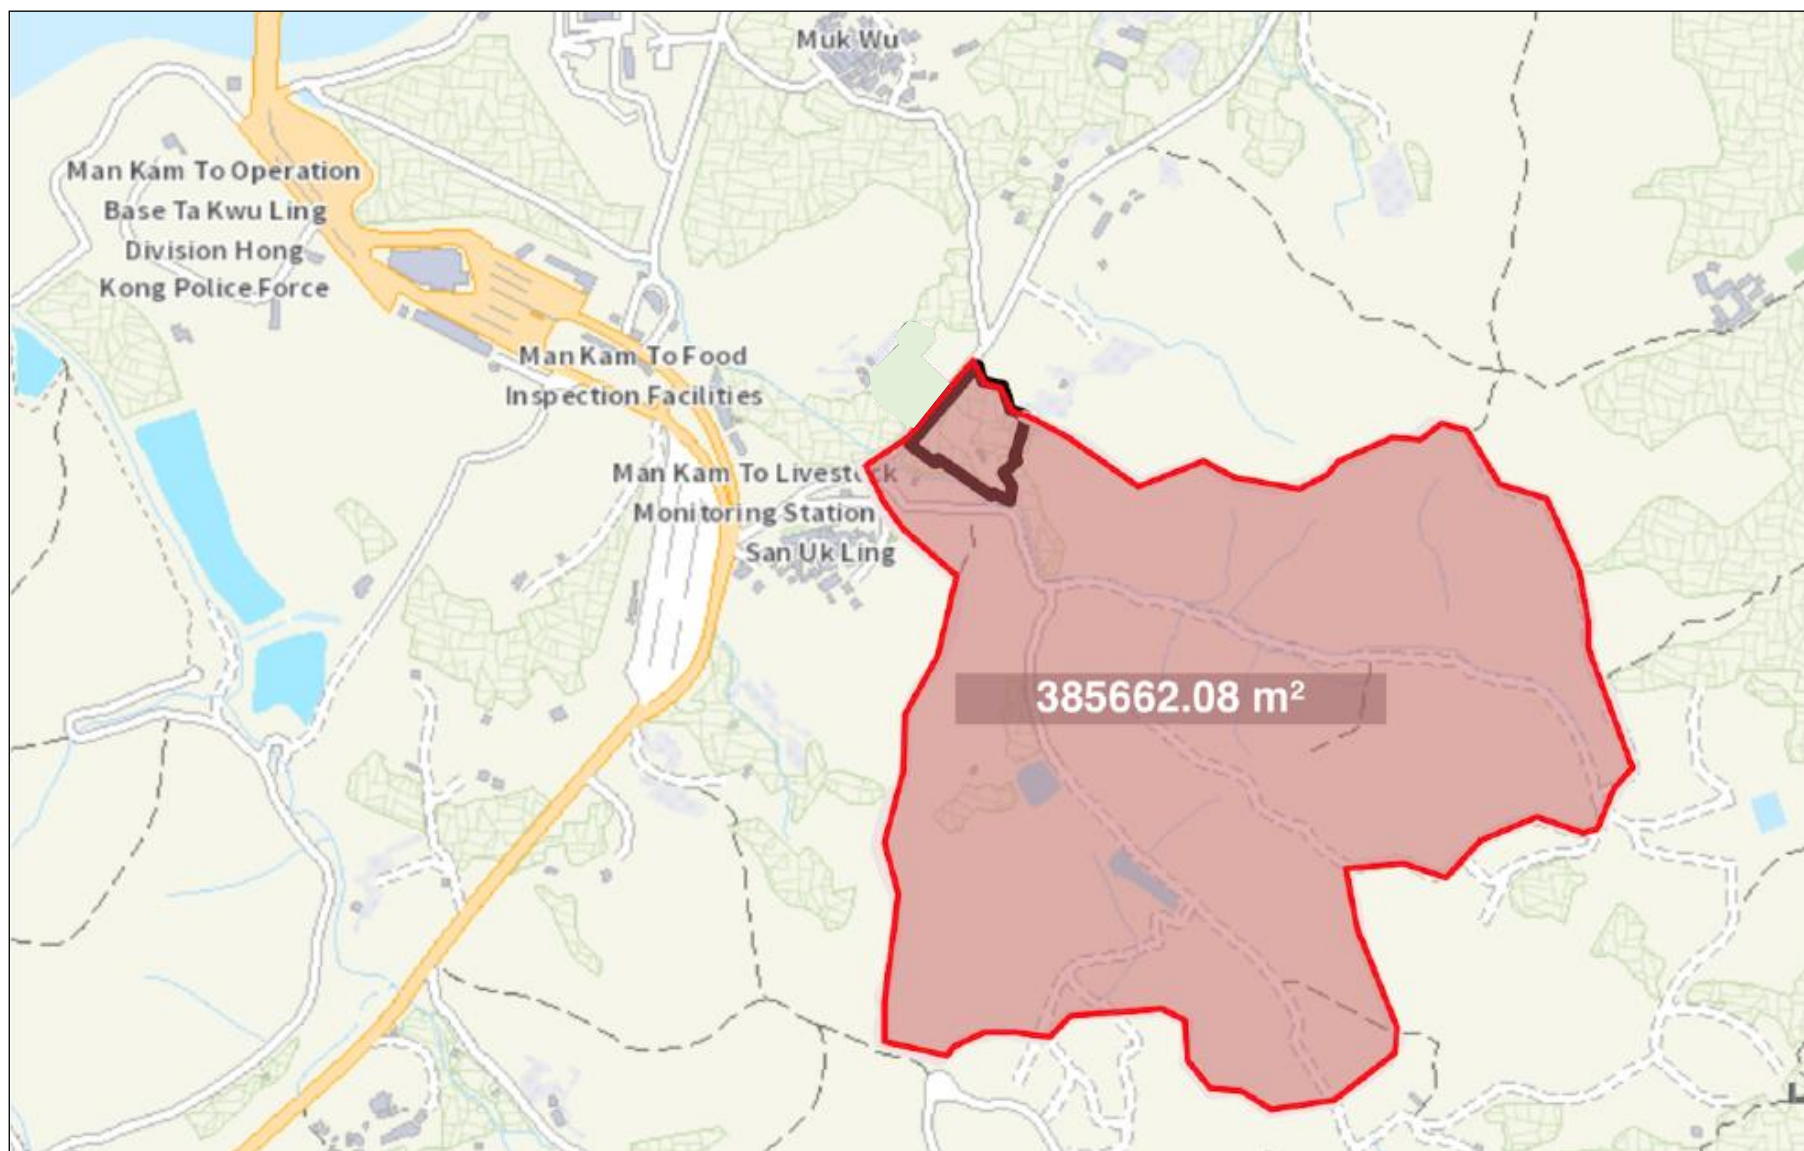 Muk Wu
Man Kam To Operation
Base Ta Kwu Ling
Division Hong
Kong Police Force
Man Kam To Food
Inspection Facilities
Man Kam To Livestock
Monitoring Station
San Uk Ling
385662.08 m²